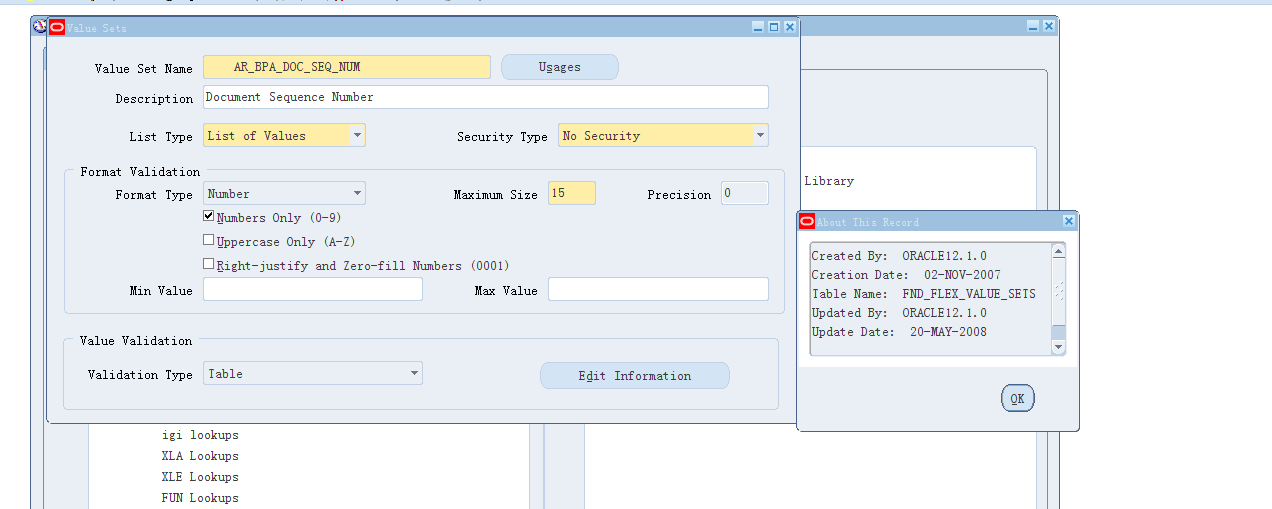 Value Sets
Value Set Name AR_BPA_DOC_SEQ_NUM Usages
Description Document Sequence Number
List Type List of Values Security Type No Security
Format Validation
Format Type Number Maximum Size 15 Precision 0
Numbers Only (0-9)
Uppercase Only (A-Z)
Right-justify and Zero-fill Numbers (0001)
Min Value Max Value
Value Validation
Validation Type Table Edit Information
igi lookups
XLA Lookups
XLE Lookups
FUN Lookups
Library
About This Record
Created By: ORACLE12.1.0
Creation Date: 02-NOV-2007
Table Name: FND_FLEX_VALUE_SETS
Updated By: ORACLE12.1.0
Update Date: 20-MAY-2008
OK